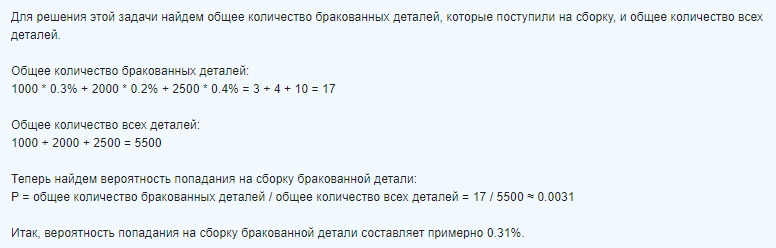 Для решения этой задачи найдем общее количество бракованных деталей, которые поступили на сборку, и общее количество всех
деталей.
Общее количество бракованных деталей:
1000 * 0.3% + 2000 * 0.2% + 2500 * 0.4% = 3 + 4 + 10 = 17
Общее количество всех деталей:
1000 + 2000 + 2500 = 5500
Теперь найдем вероятность попадания на сборку бракованной детали:
P = общее количество бракованных деталей / общее количество всех деталей = 17 / 5500 ≈ 0.0031
Итак, вероятность попадания на сборку бракованной детали составляет примерно 0.31%.